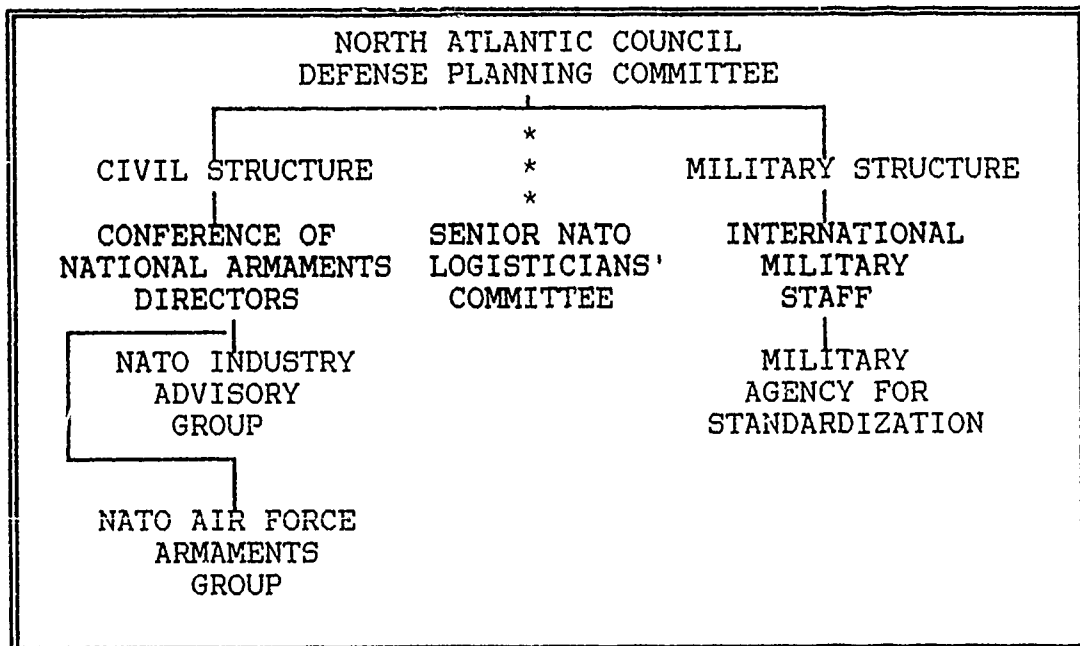 NORTH ATLANTIC COUNCIL
DEFENSE PLANNING COMMITTEE
*
*
*
CIVIL STRUCTURE
MILITARY STRUCTURE
CONFERENCE OF
NATIONAL ARMAMENTS
DIRECTORS
SENIOR NATO
LOGISTICIANS'
COMMITTEE
INTERNATIONAL
MILITARY
STAFF
NATO INDUSTRY
ADVISORY
GROUP
MILITARY
AGENCY FOR
STANDARDIZATION
NATO AIR FORCE
ARMAMENTS
GROUP